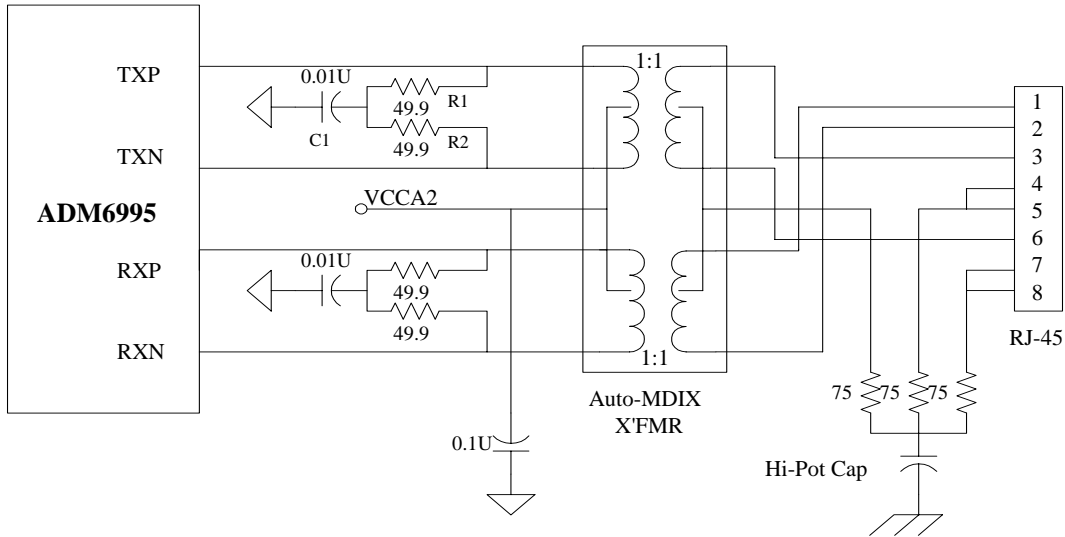 TXP
TXN
ADM6995
RXP
RXN
0.01U
C1
49.9
R1
49.9
R2
VCCA2
0.01U
49.9
49.9
0.1U
1:1
1:1
Auto-MDIX
X'FMR
1
2
3
4
5
6
7
8
RJ-45
75
75
75
Hi-Pot Cap